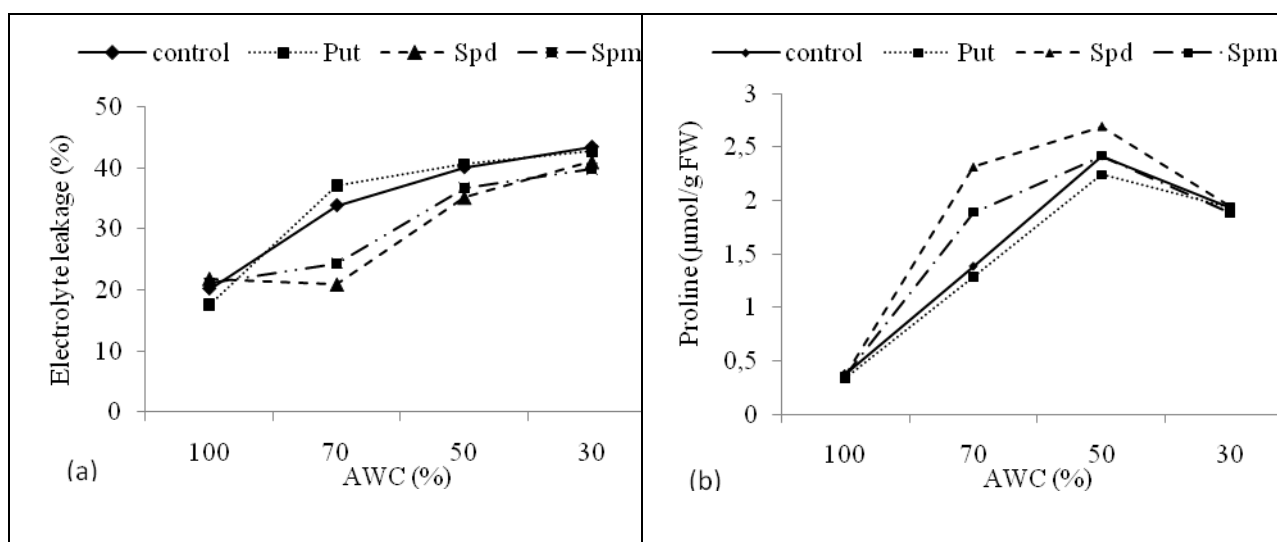 control Put Spd Spm
50
40
30
20
10
0
Electrolyte leakage (%)
100 70 50 30
AWC (%)
(a)
control Put Spd Spm
3
2,5
2
1,5
1
0,5
0
Proline (µmol/g FW)
100 70 50 30
AWC (%)
(b)